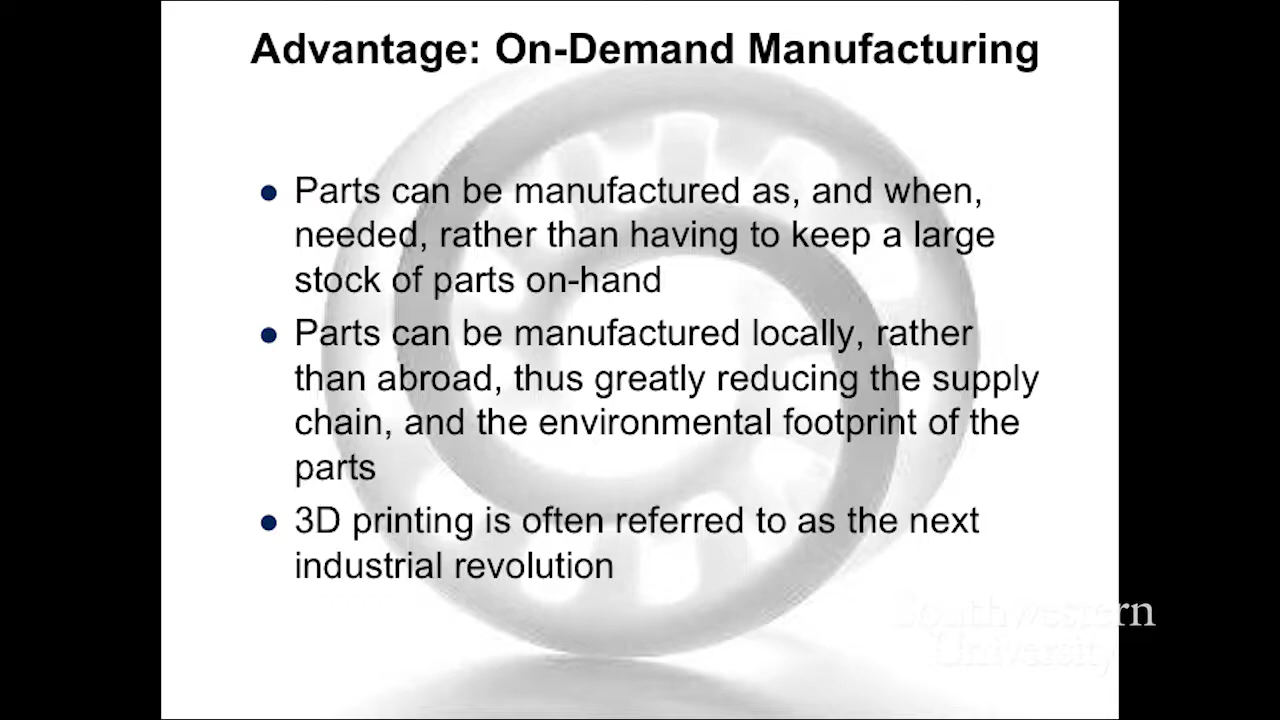 Advantage: On-Demand Manufacturing
● Parts can be manufactured as, and when,
needed, rather than having to keep a large
stock of parts on-hand
● Parts can be manufactured locally, rather
than abroad, thus greatly reducing the supply
chain, and the environmental footprint of the
parts
● 3D printing is often referred to as the next
industrial revolution
Southwestern
University